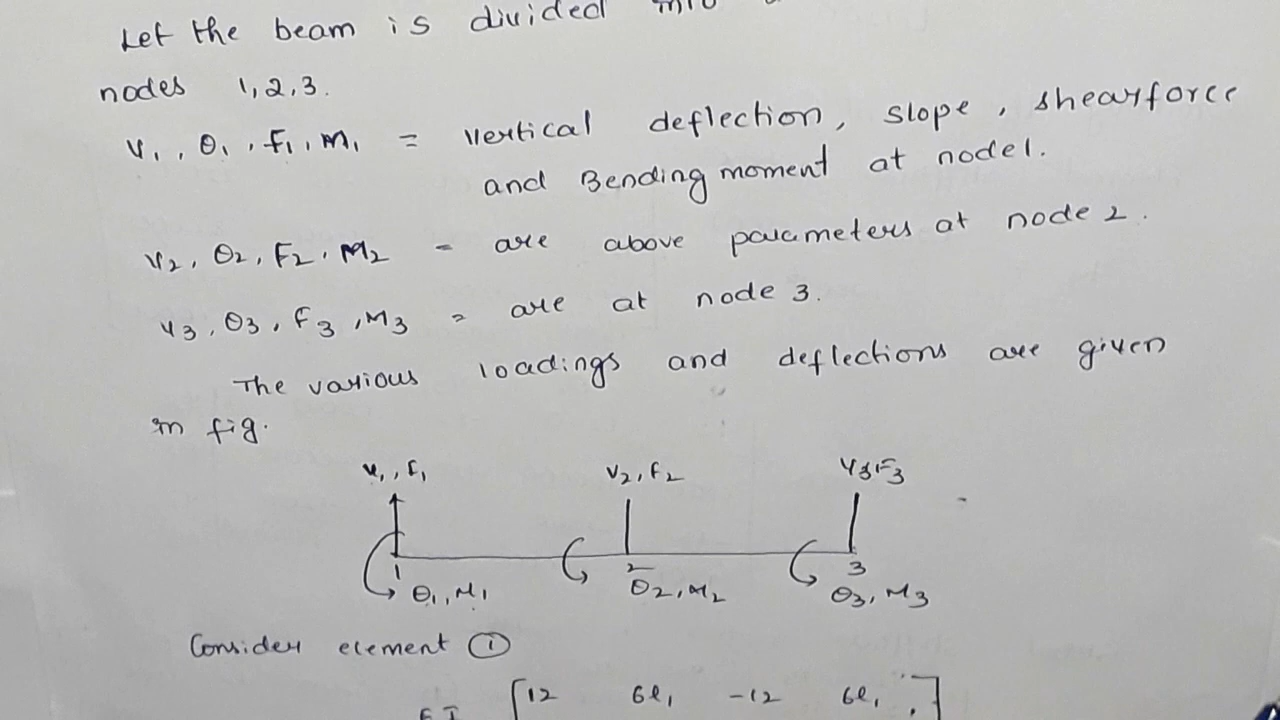 Let the beam is divided into
nodes 1,2,3.
V₁, θ₁, F₁, M₁ = vertical deflection, slope, shearforce
and Bending moment at node1.
V₂, θ₂, F₂, M₂ = are above parameters at node 2.
V₃, θ₃, F₃, M₃ = are at node 3.
The various loadings and deflections are given
in fig.
V₁, F₁ V₂, F₂ V₃ F₃
1 2 3
θ₁, M₁ θ₂, M₂ θ₃, M₃
Consider element ①
EI [12 6l₁ -12 6l₁]